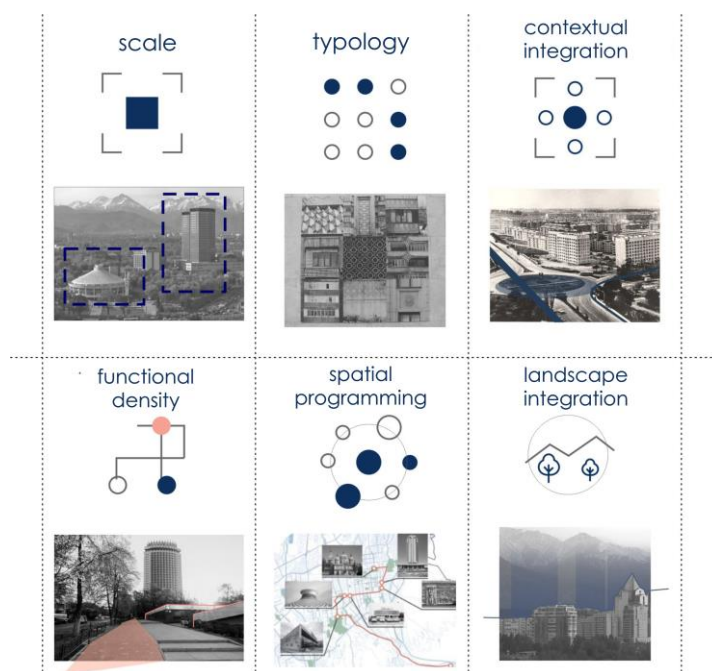 scale
typology
contextual
integration
functional
density
spatial
programming
landscape
integration